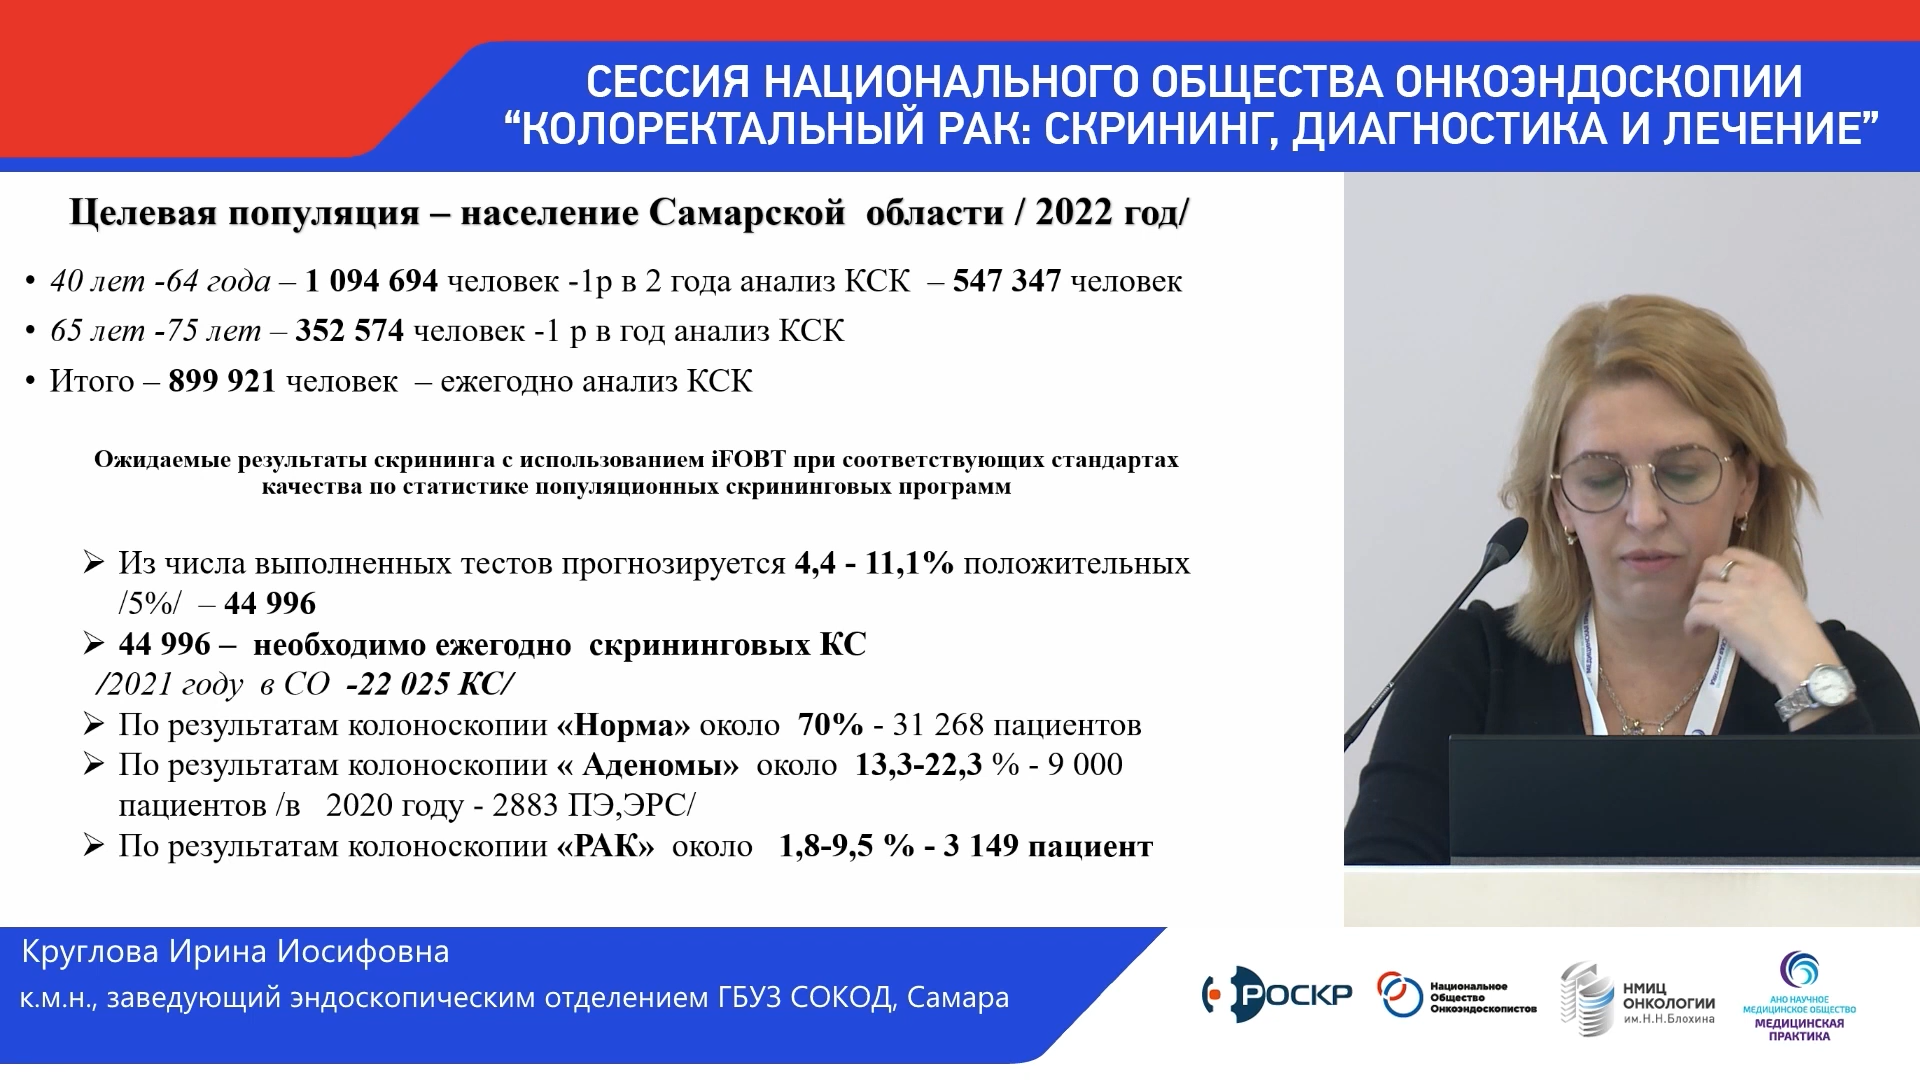 СЕССИЯ НАЦИОНАЛЬНОГО ОБЩЕСТВА ОНКОЭНДОСКОПИИ
“КОЛОРЕКТАЛЬНЫЙ РАК: СКРИНИНГ, ДИАГНОСТИКА И ЛЕЧЕНИЕ”
Целевая популяция – население Самарской области / 2022 год/
• 40 лет -64 года – 1 094 694 человек -1р в 2 года анализ КСК – 547 347 человек
• 65 лет -75 лет – 352 574 человек -1 р в год анализ КСК
• Итого – 899 921 человек – ежегодно анализ КСК
Ожидаемые результаты скрининга с использованием iFOBT при соответствующих стандартах
качества по статистике популяционных скрининговых программ
➢ Из числа выполненных тестов прогнозируется 4,4 - 11,1% положительных
/5%/ – 44 996
➢ 44 996 – необходимо ежегодно скрининговых КС
/2021 году в СО -22 025 КС/
➢ По результатам колоноскопии «Норма» около 70% - 31 268 пациентов
➢ По результатам колоноскопии « Аденомы» около 13,3-22,3 % - 9 000
пациентов /в 2020 году - 2883 ПЭ,ЭРС/
➢ По результатам колоноскопии «РАК» около 1,8-9,5 % - 3 149 пациент
Круглова Ирина Иосифовна
к.м.н., заведующий эндоскопическим отделением ГБУЗ СОКОД, Самара
РОСКР
Национальное
Общество
Онкоэндоскопистов
НМИЦ
ОНКОЛОГИИ
им.Н.Н.Блохина
АНО НАУЧНОЕ
МЕДИЦИНСКОЕ ОБЩЕСТВО
МЕДИЦИНСКАЯ
ПРАКТИКА